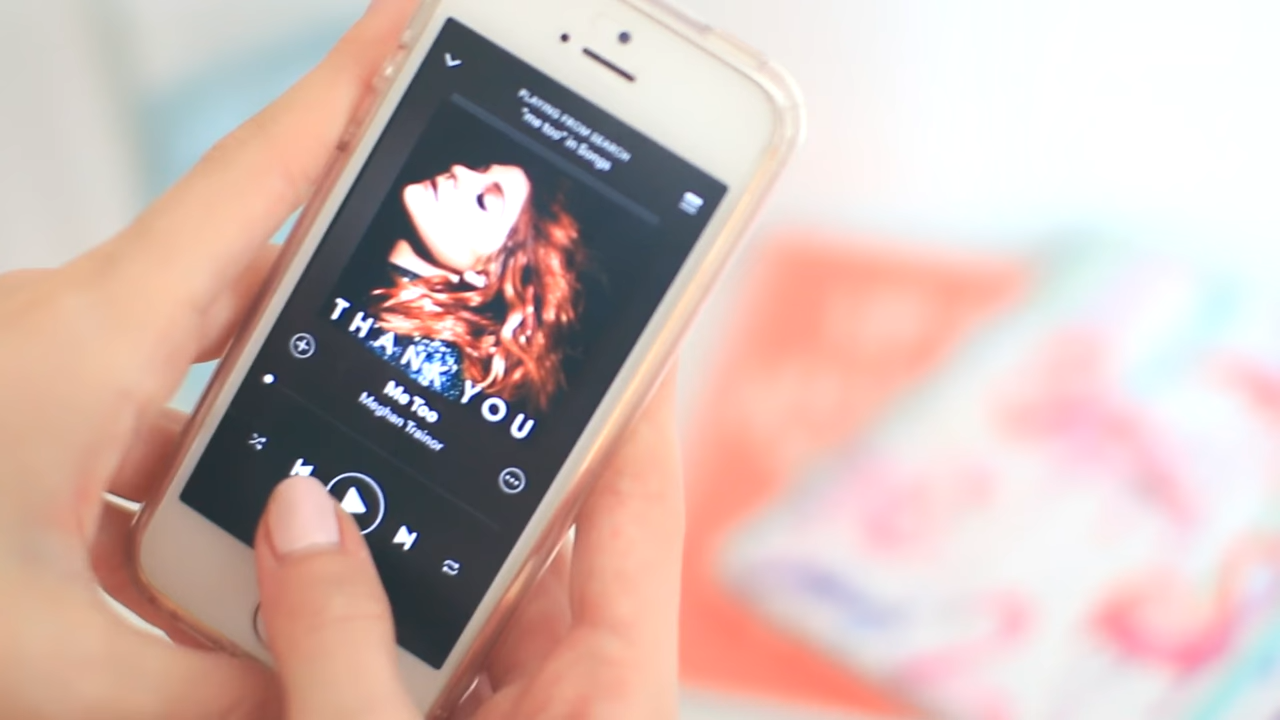 PLAYING FROM SEARCH
"me too" in Songs
THANK YOU
Me Too
Meghan Trainor